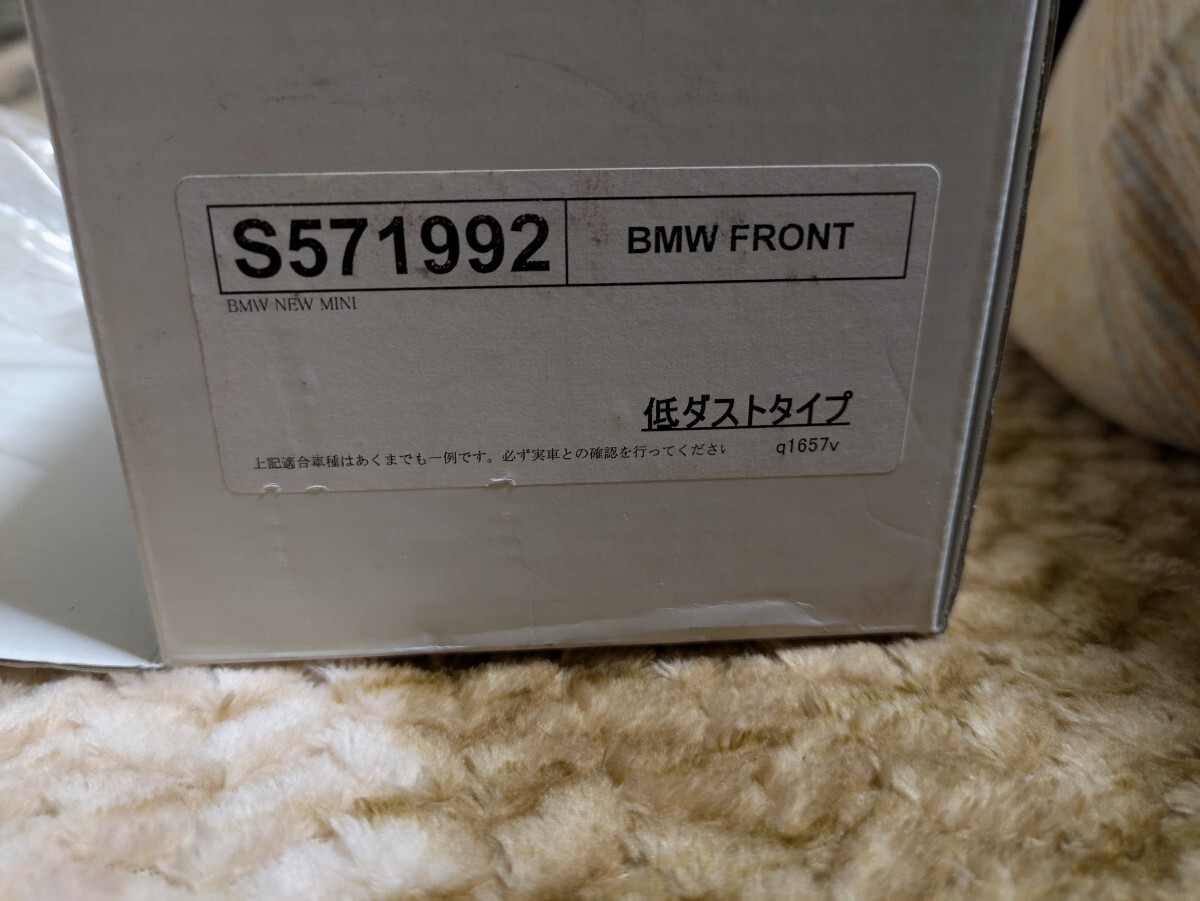 S571992 BMW FRONT
BMW NEW MINI
低ダストタイプ
上記適合車種はあくまでも一例です。必ず実車との確認を行ってください q1657v